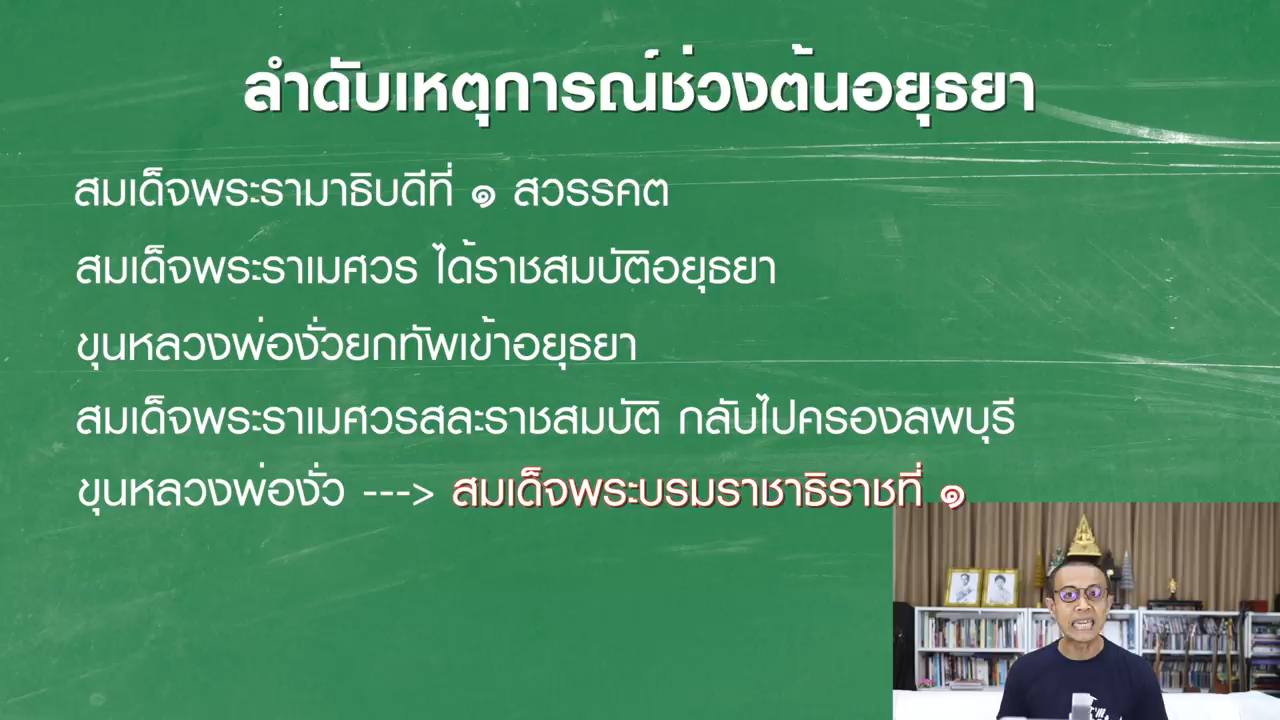 ลำดับเหตุการณ์ช่วงต้นอยุธยา
สมเด็จพระรามาธิบดีที่ ๑ สวรรคต
สมเด็จพระราเมศวร ได้ราชสมบัติอยุธยา
ขุนหลวงพ่องั่วยกทัพเข้าอยุธยา
สมเด็จพระราเมศวรสละราชสมบัติ กลับไปครองลพบุรี
ขุนหลวงพ่องั่ว ---> สมเด็จพระบรมราชาธิราชที่ ๑